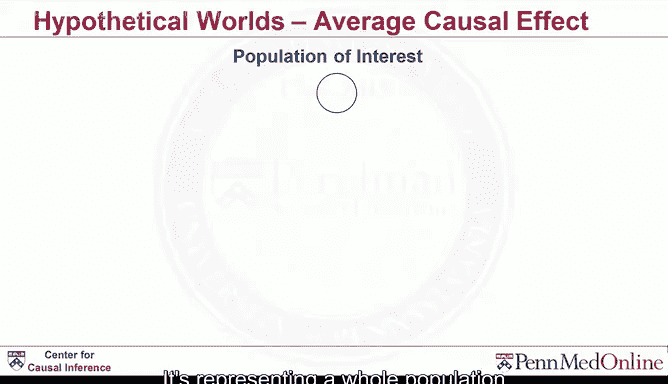 Hypothetical Worlds – Average Causal Effect
Population of Interest
Center for
Causal Inference
PennMedOnline
It's representing a whole population